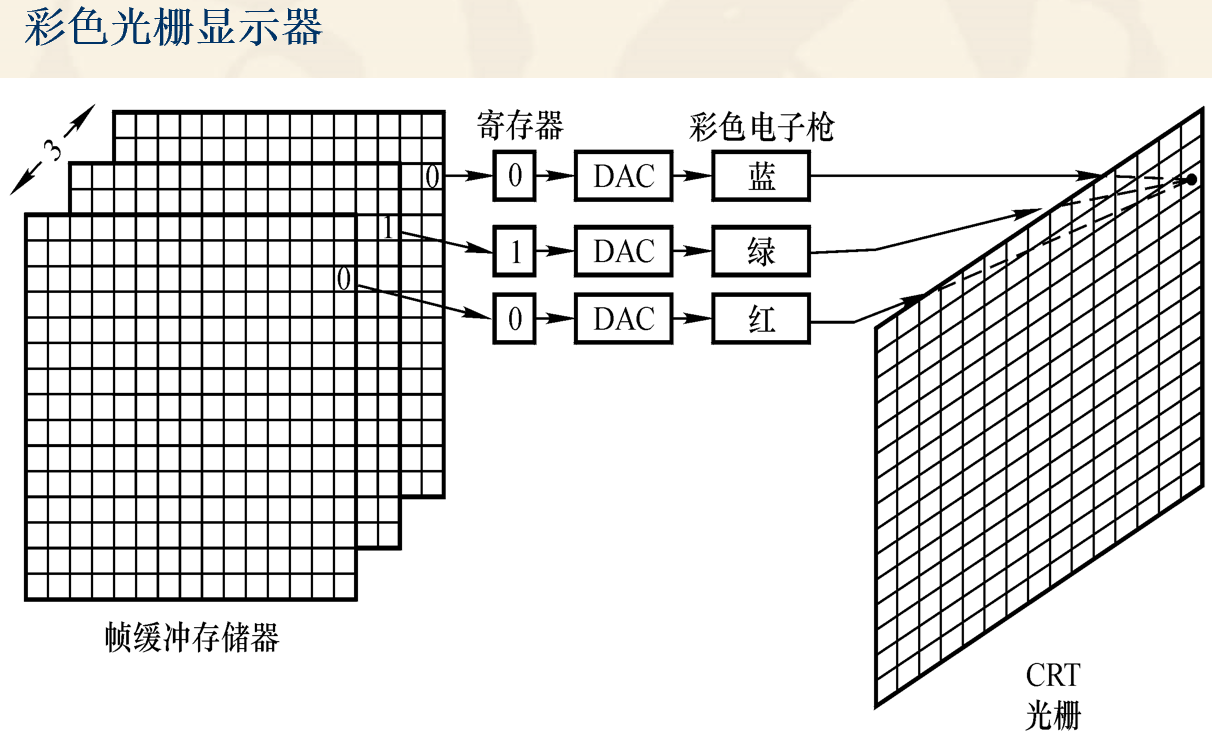 彩色光栅显示器
寄存器 彩色电子枪
3
0 0 DAC 蓝
1 1 DAC 绿
0 0 DAC 红
帧缓冲存储器
CRT
光栅